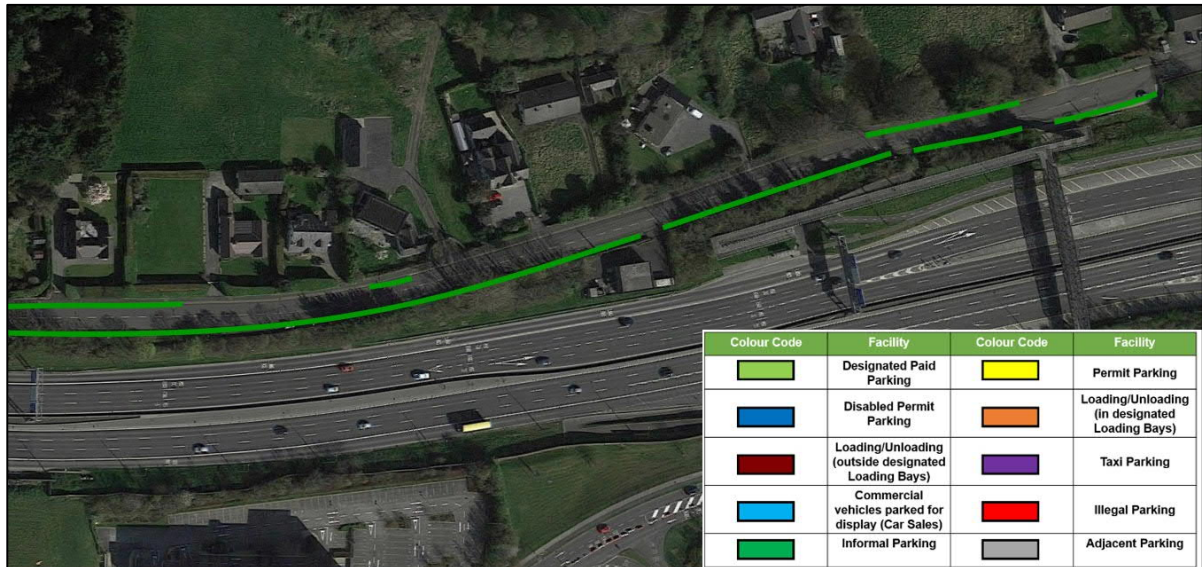 Colour Code Facility Colour Code Facility
Designated Paid
Parking
Permit Parking
Disabled Permit
Parking
Loading/Unloading
(in designated
Loading Bays)
Loading/Unloading
(outside designated
Loading Bays)
Taxi Parking
Commercial
vehicles parked for
display (Car Sales)
Illegal Parking
Informal Parking
Adjacent Parking